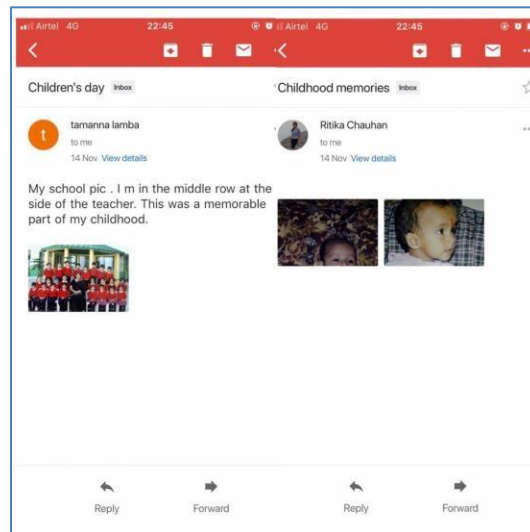 Airtel 4G 22:45
Children's day Inbox
t
tamanna lamba
to me
14 Nov View details
My school pic . I m in the middle row at the
side of the teacher. This was a memorable
part of my childhood.
Reply Forward
Airtel 4G 22:45
Childhood memories Inbox
Ritika Chauhan
to me
14 Nov View details
Reply Forward